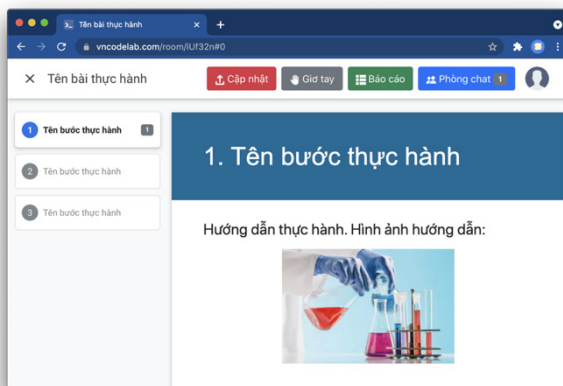 Tên bài thực hành
vncodelab.com/room/iUf32n#0
Tên bài thực hành
Cập nhật
Giơ tay
Báo cáo
Phòng chat 1
1 Tên bước thực hành 1
2 Tên bước thực hành
3 Tên bước thực hành
1. Tên bước thực hành
Hướng dẫn thực hành. Hình ảnh hướng dẫn: